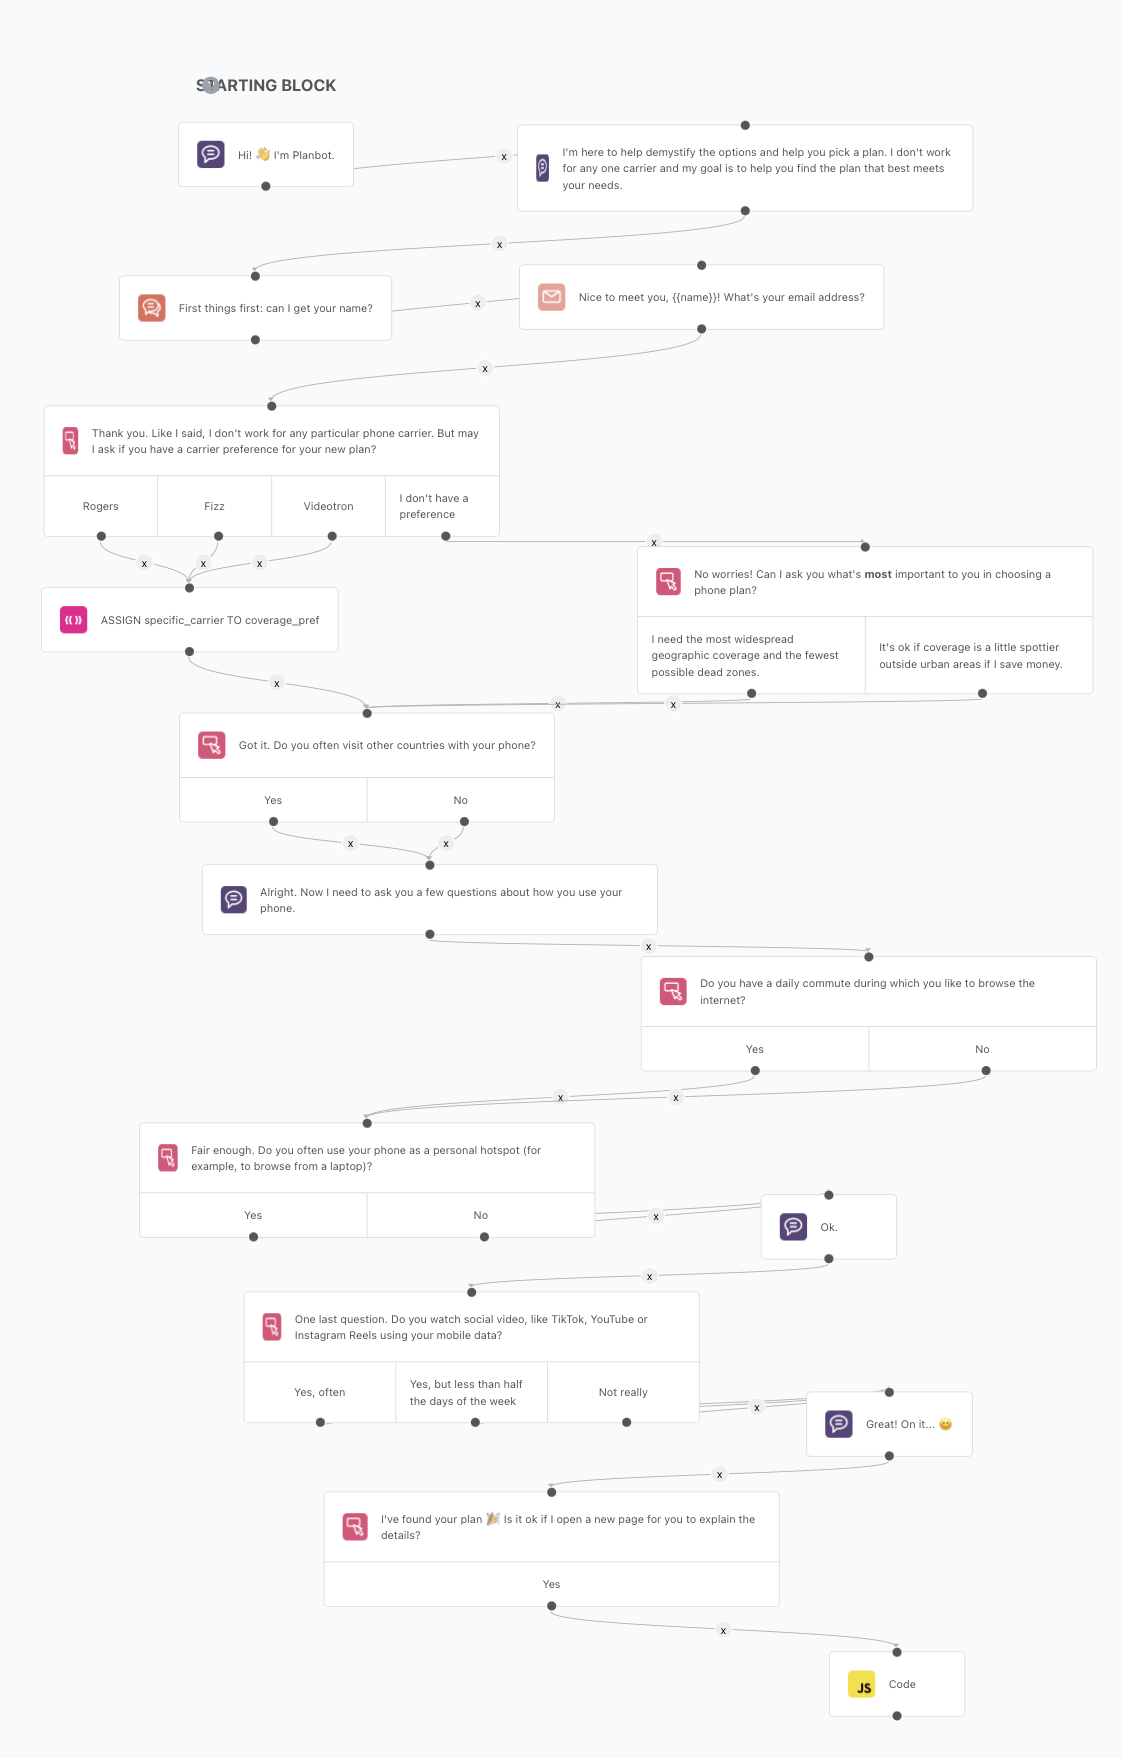 STARTING BLOCK
Hi! 👋 I'm Planbot.
x
I'm here to help demystify the options and help you pick a plan. I don't work
for any one carrier and my goal is to help you find the plan that best meets
your needs.
x
First things first: can I get your name?
x
Nice to meet you, {{name}}! What's your email address?
x
Thank you. Like I said, I don't work for any particular phone carrier. But may
I ask if you have a carrier preference for your new plan?
Rogers
Fizz
Videotron
I don't have a
preference
x
x
x
x
No worries! Can I ask you what's most important to you in choosing a
phone plan?
I need the most widespread
geographic coverage and the fewest
possible dead zones.
It's ok if coverage is a little spottier
outside urban areas if I save money.
{{ }}
ASSIGN specific_carrier TO coverage_pref
x
x
x
Got it. Do you often visit other countries with your phone?
Yes
No
x
x
Alright. Now I need to ask you a few questions about how you use your
phone.
x
Do you have a daily commute during which you like to browse the
internet?
Yes
No
x
x
Fair enough. Do you often use your phone as a personal hotspot (for
example, to browse from a laptop)?
Yes
No
x
Ok.
x
One last question. Do you watch social video, like TikTok, YouTube or
Instagram Reels using your mobile data?
Yes, often
Yes, but less than half
the days of the week
Not really
x
Great! On it... 😊
x
I've found your plan 🎉 Is it ok if I open a new page for you to explain the
details?
Yes
x
JS
Code